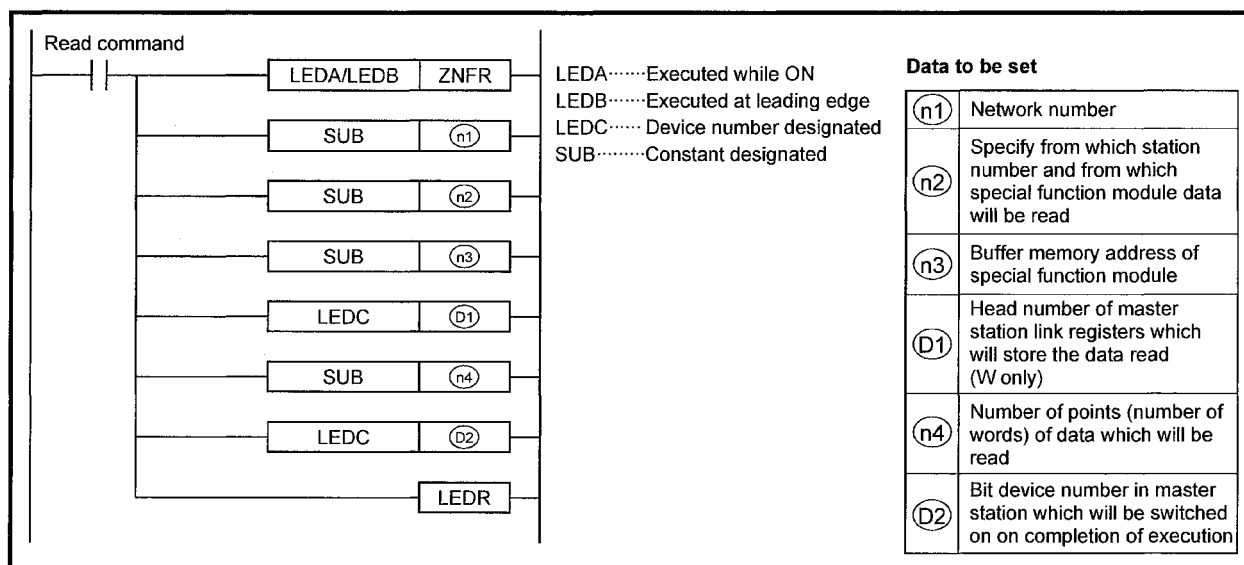 Read command
LEDA/LEDB ZNFR
SUB n1
SUB n2
SUB n3
LEDC D1
SUB n4
LEDC D2
LEDR
LEDA······Executed while ON
LEDB······Executed at leading edge
LEDC······ Device number designated
SUB········Constant designated
Data to be set
n1 Network number
n2 Specify from which station
number and from which
special function module data
will be read
n3 Buffer memory address of
special function module
D1 Head number of master
station link registers which
will store the data read
(W only)
n4 Number of points (number of
words) of data which will be
read
D2 Bit device number in master
station which will be switched
on on completion of execution